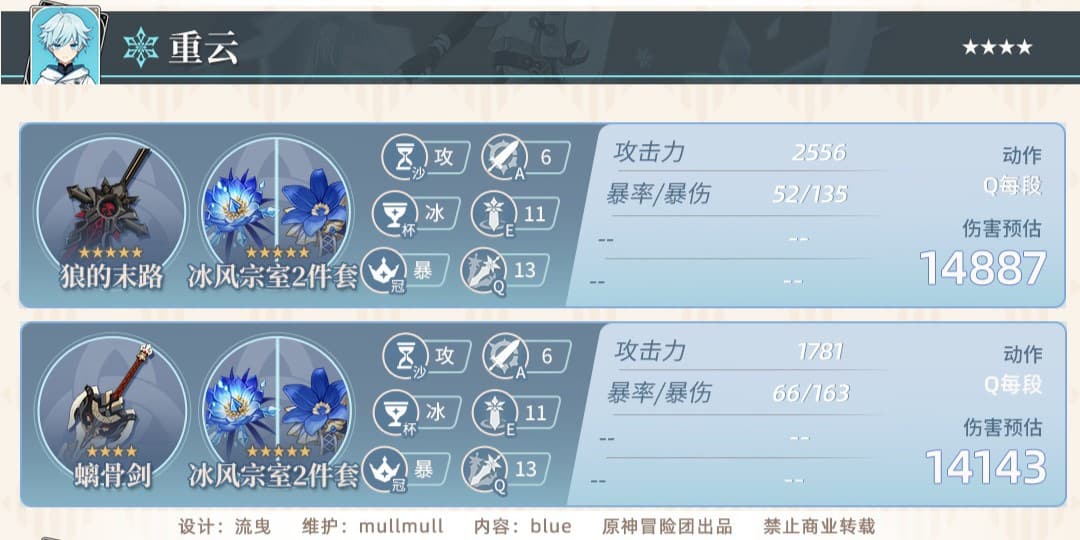 重云
★★★★
★★★★★
狼的末路
★★★★★
冰风宗室2件套
沙 攻
杯 冰
冠 暴
A 6
E 11
Q 13
攻击力 2556
暴率/暴伤 52/135
-- --
-- --
动作
Q每段
伤害预估
14887
★★★★
螭骨剑
★★★★★
冰风宗室2件套
沙 攻
杯 冰
冠 暴
A 6
E 11
Q 13
攻击力 1781
暴率/暴伤 66/163
-- --
-- --
动作
Q每段
伤害预估
14143
设计：流曳 维护：mullmull 内容：blue 原神冒险团出品 禁止商业转载